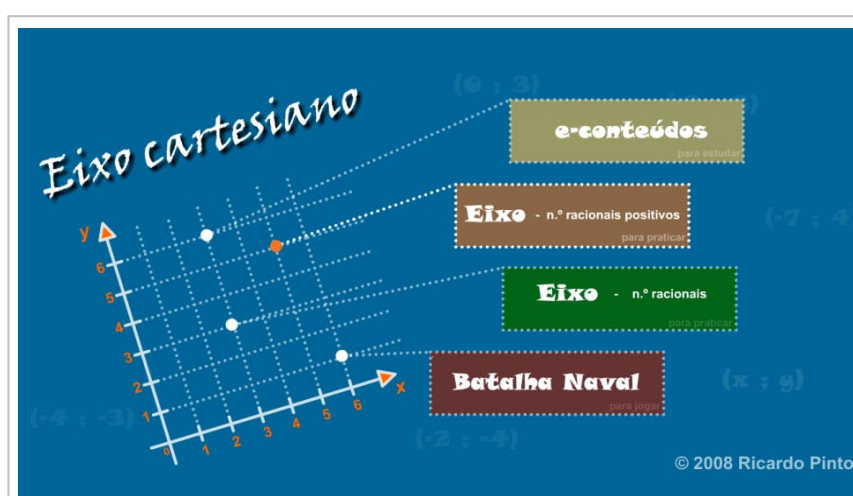 Eixo cartesiano
(0 ; 3)
e-conteúdos
para estudar
Eixo - n.º racionais positivos
para praticar
(-7 ; 4)
Eixo - n.º racionais
para praticar
Batalha Naval
para jogar
(x ; y)
(-4 ; -3)
(-2 ; -4)
y
6
5
4
3
2
1
0
1
2
3
4
5
6
x
© 2008 Ricardo Pinto